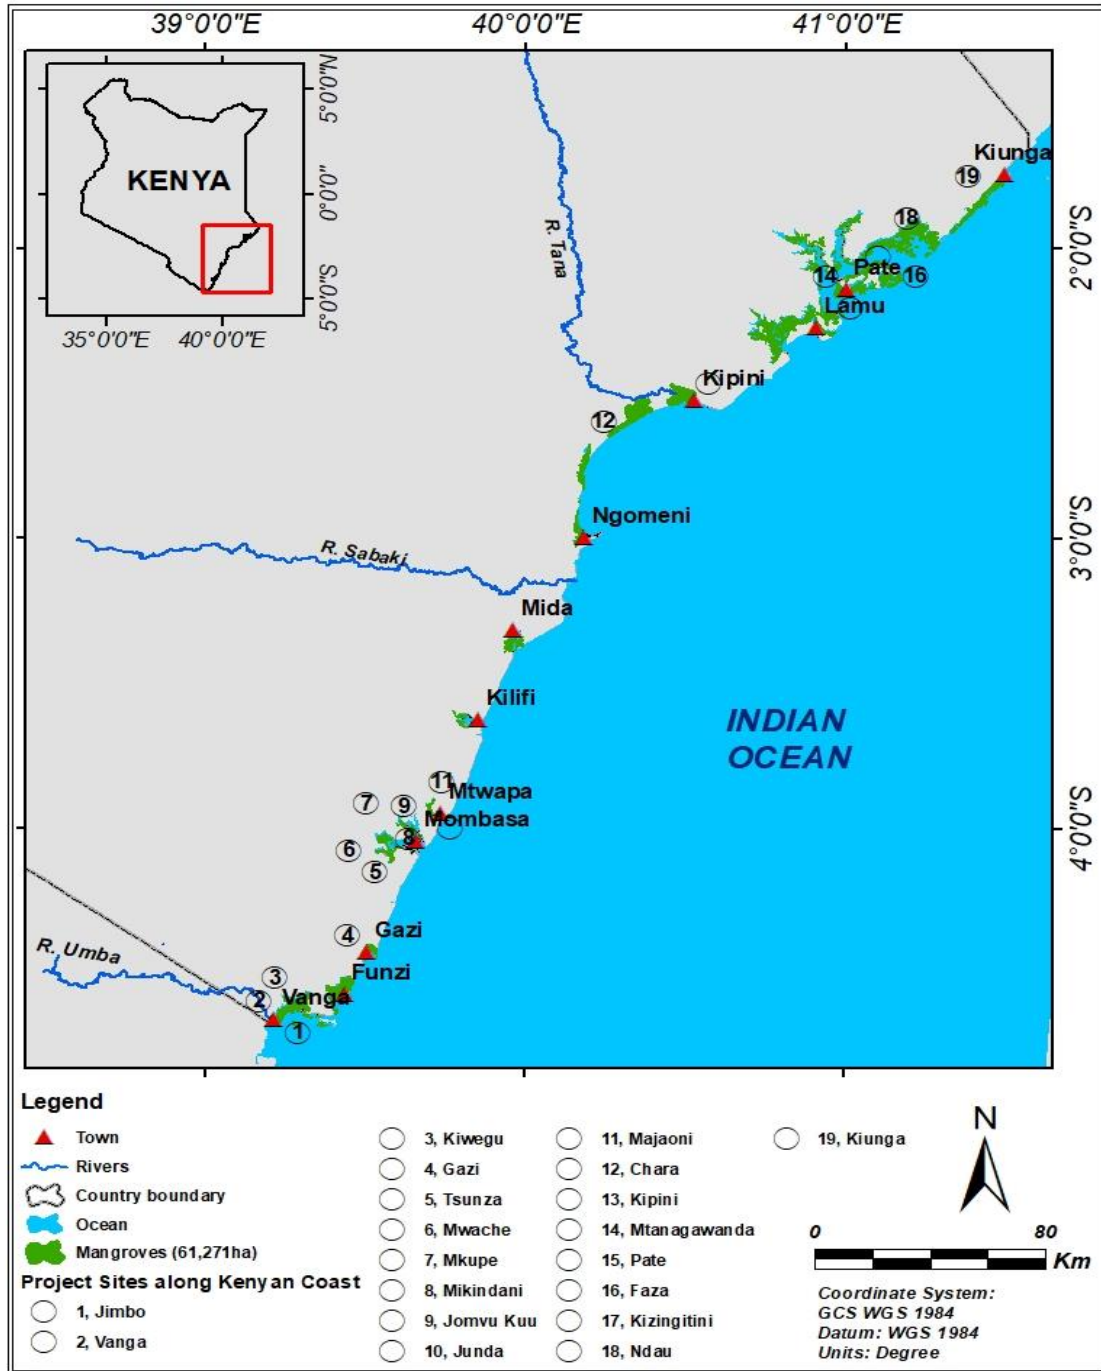 39°0'0"E
40°0'0"E
41°0'0"E
5°0'0"N
0°0'0"
5°0'0"S
35°0'0"E
40°0'0"E
KENYA
R. Tana
19
Kiunga
18
2°0'0"S
14
Pate
16
Lamu
Kipini
12
Ngomeni
3°0'0"S
R. Sabaki
Mida
Kilifi
INDIAN
OCEAN
11
Mtwapa
7
9
Mombasa
8
4°0'0"S
6
5
4
Gazi
R. Umba
3
Funzi
2
Vanga
1
Legend
Town
Rivers
Country boundary
Ocean
Mangroves (61,271ha)
Project Sites along Kenyan Coast
1, Jimbo
2, Vanga
3, Kiwegu
4, Gazi
5, Tsunza
6, Mwache
7, Mkupe
8, Mikindani
9, Jomvu Kuu
10, Junda
11, Majaoni
12, Chara
13, Kipini
14, Mtanagawanda
15, Pate
16, Faza
17, Kizingitini
18, Ndau
19, Kiunga
N
0
80
Km
Coordinate System:
GCS WGS 1984
Datum: WGS 1984
Units: Degree